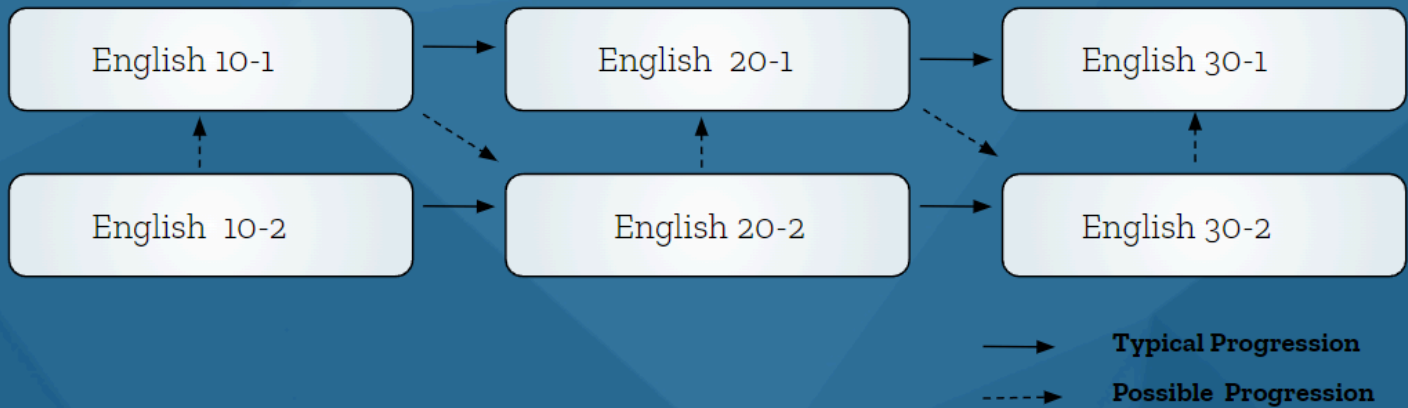 English 10-1
English 20-1
English 30-1
English 10-2
English 20-2
English 30-2
Typical Progression
Possible Progression